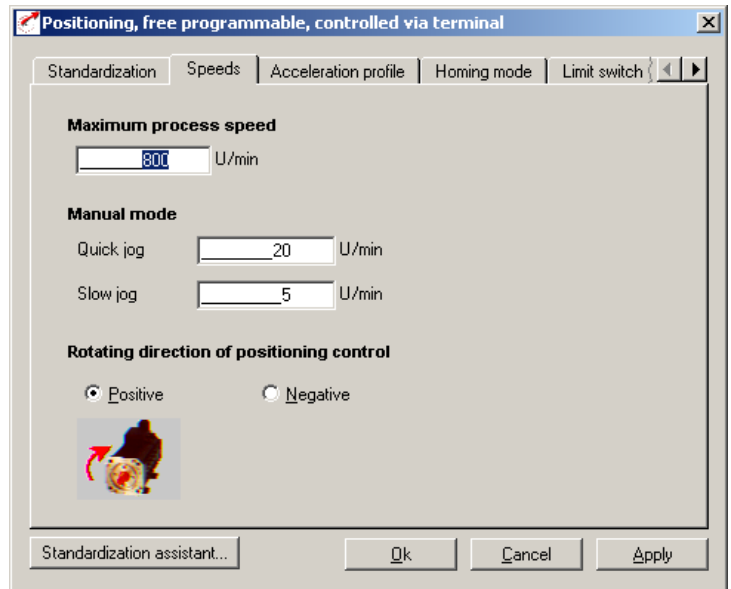 Positioning, free programmable, controlled via terminal
Standardization Speeds Acceleration profile Homing mode Limit switch
Maximum process speed
800 U/min
Manual mode
Quick jog 20 U/min
Slow jog 5 U/min
Rotating direction of positioning control
Positive Negative
Standardization assistant... Ok Cancel Apply